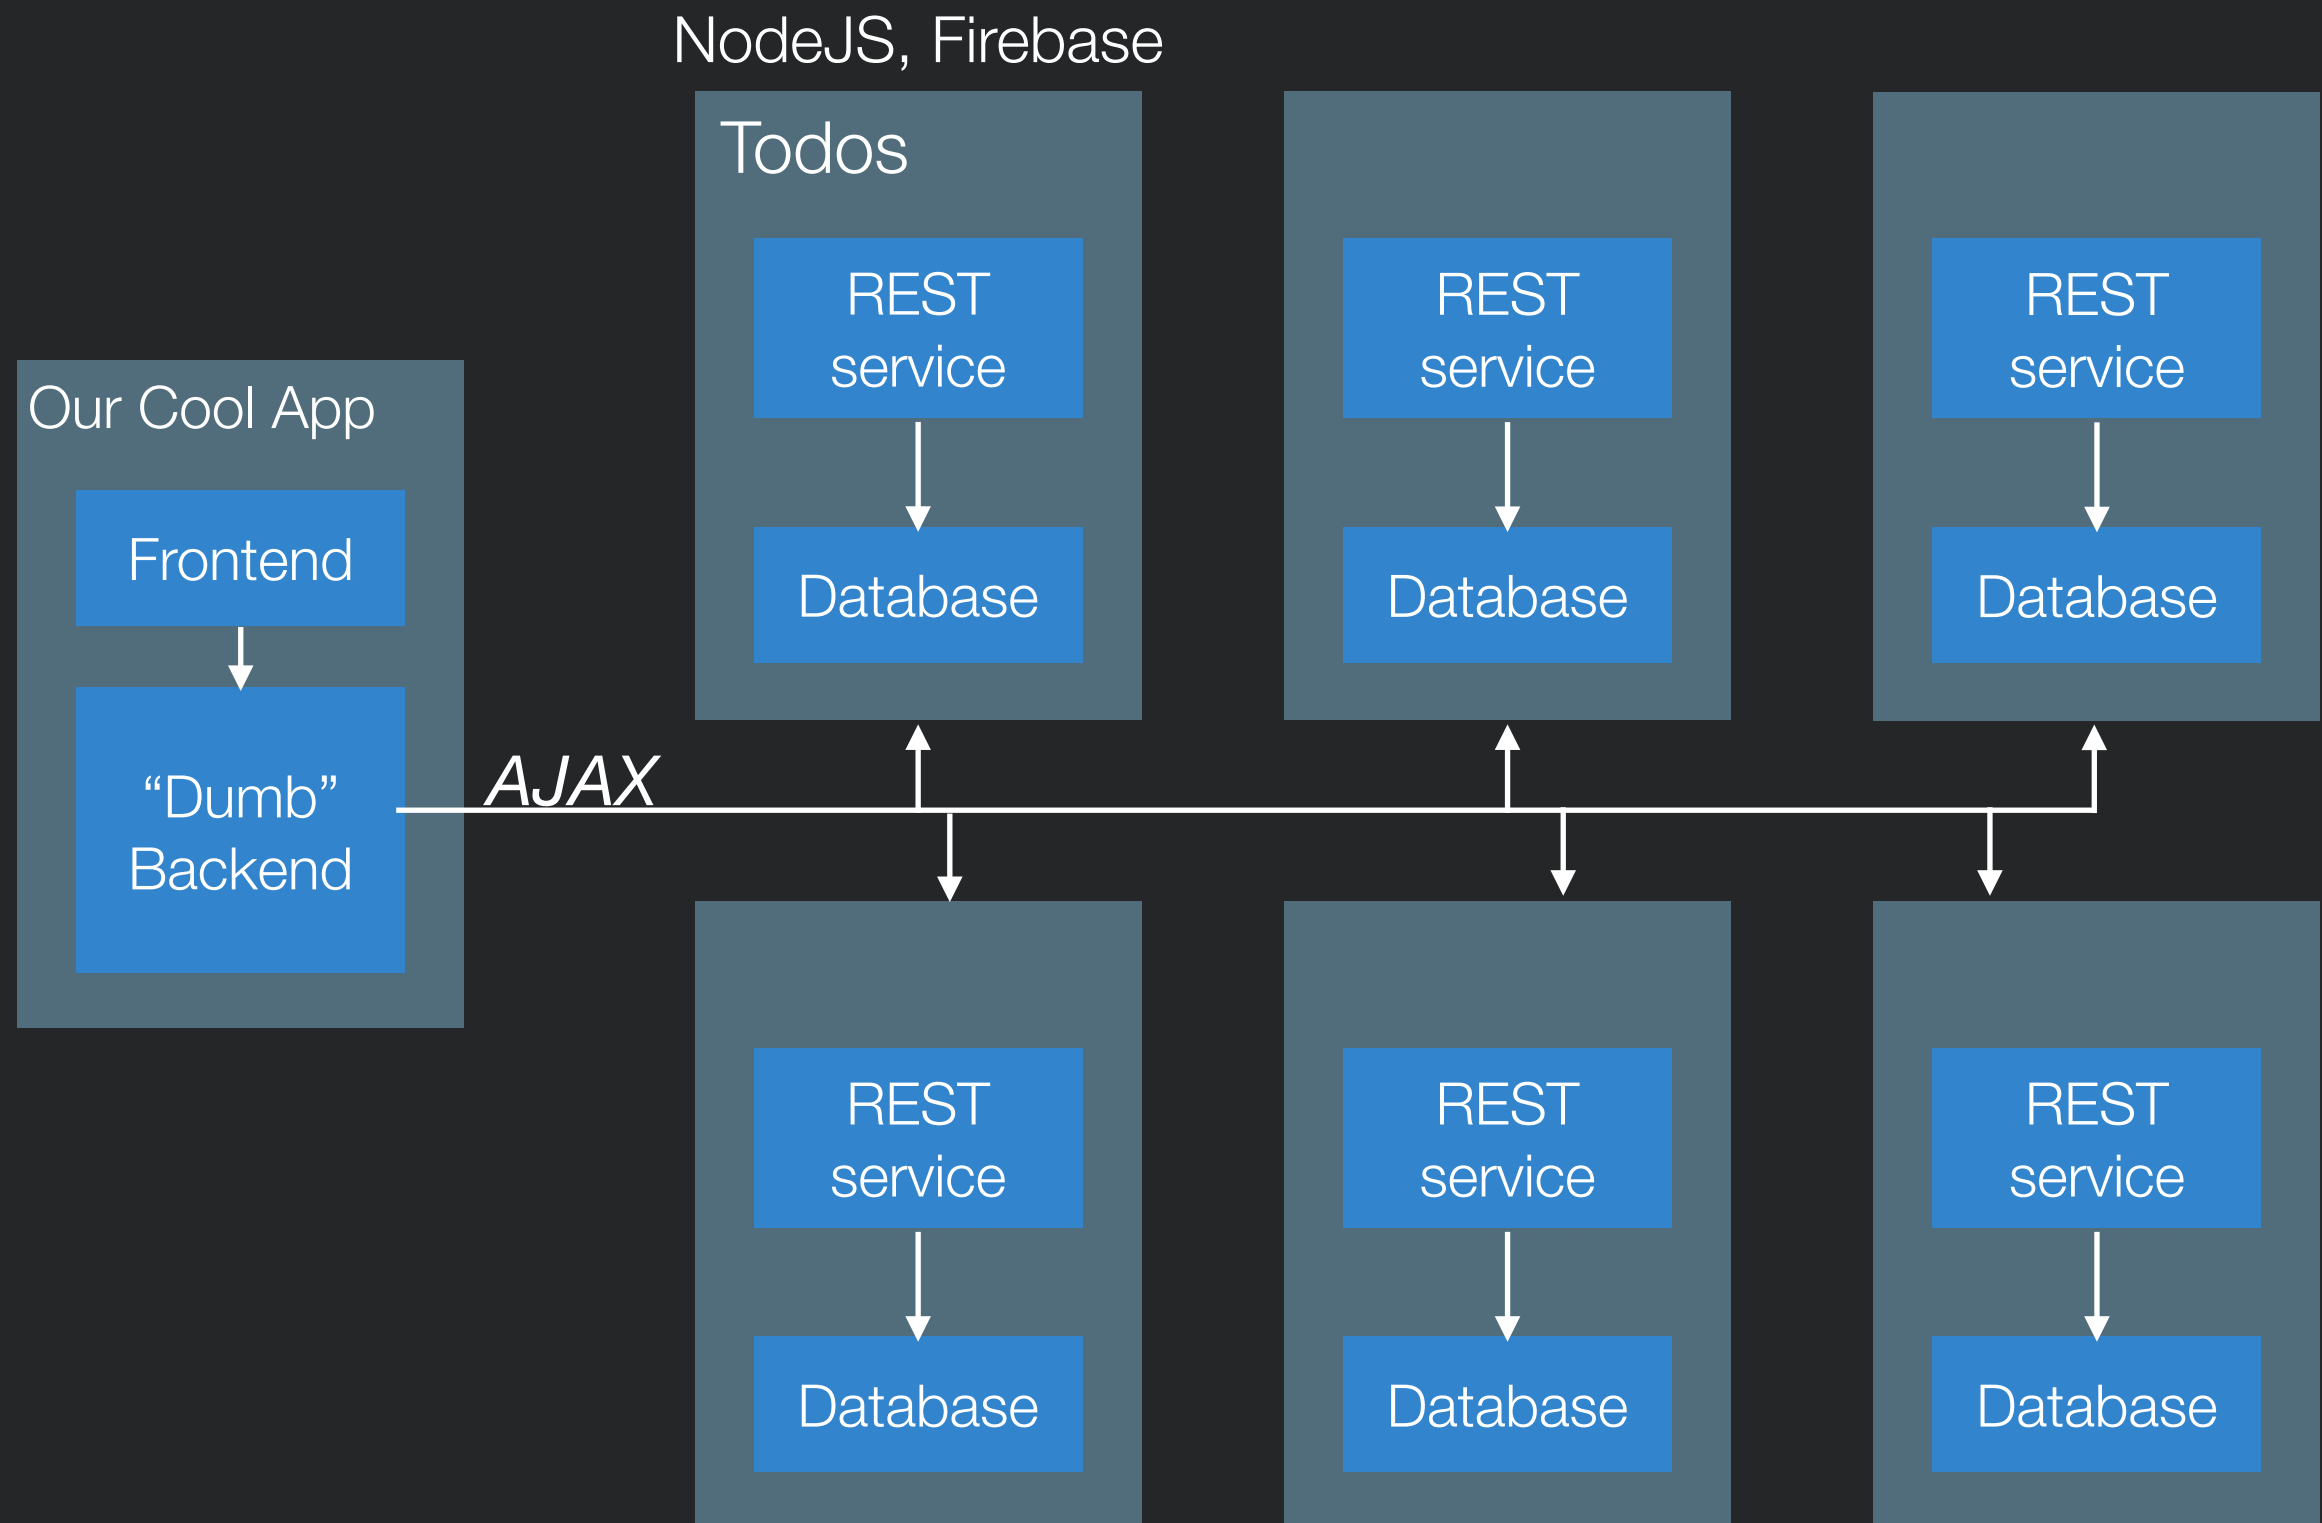 NodeJS, Firebase
Todos
REST
service
Database
REST
service
Database
REST
service
Database
Our Cool App
Frontend
“Dumb”
Backend
AJAX
REST
service
Database
REST
service
Database
REST
service
Database